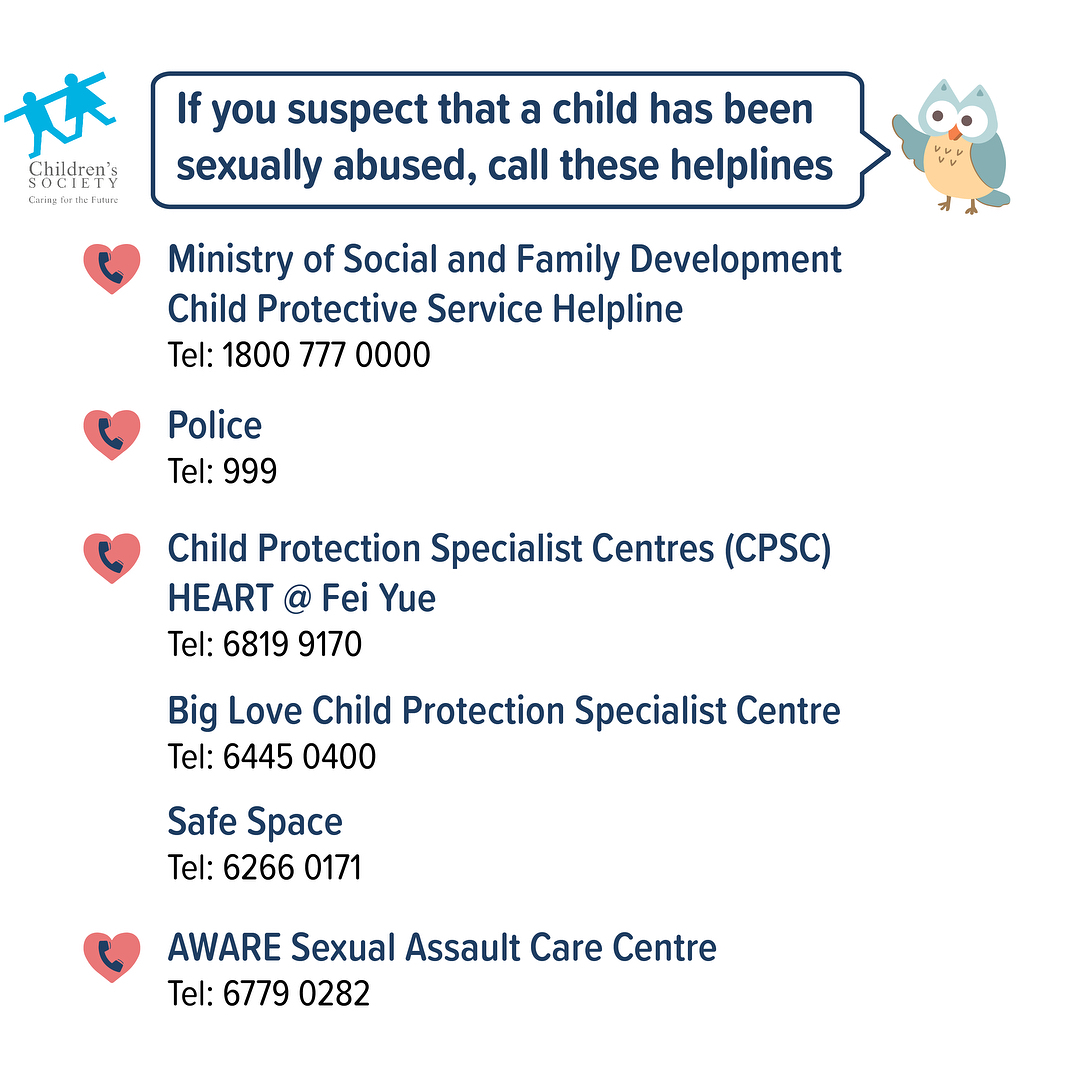 Children's
SOCIETY
Caring for the Future
If you suspect that a child has been
sexually abused, call these helplines
Ministry of Social and Family Development
Child Protective Service Helpline
Tel: 1800 777 0000
Police
Tel: 999
Child Protection Specialist Centres (CPSC)
HEART @ Fei Yue
Tel: 6819 9170
Big Love Child Protection Specialist Centre
Tel: 6445 0400
Safe Space
Tel: 6266 0171
AWARE Sexual Assault Care Centre
Tel: 6779 0282